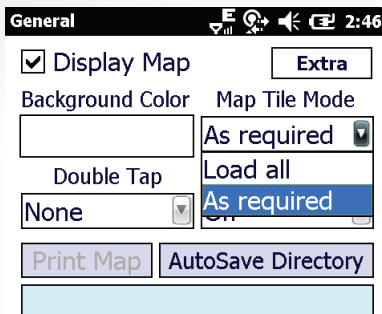 General E 2:46
Display Map Extra
Background Color Map Tile Mode
As required
Load all
Double Tap
As required
None
Print Map AutoSave Directory